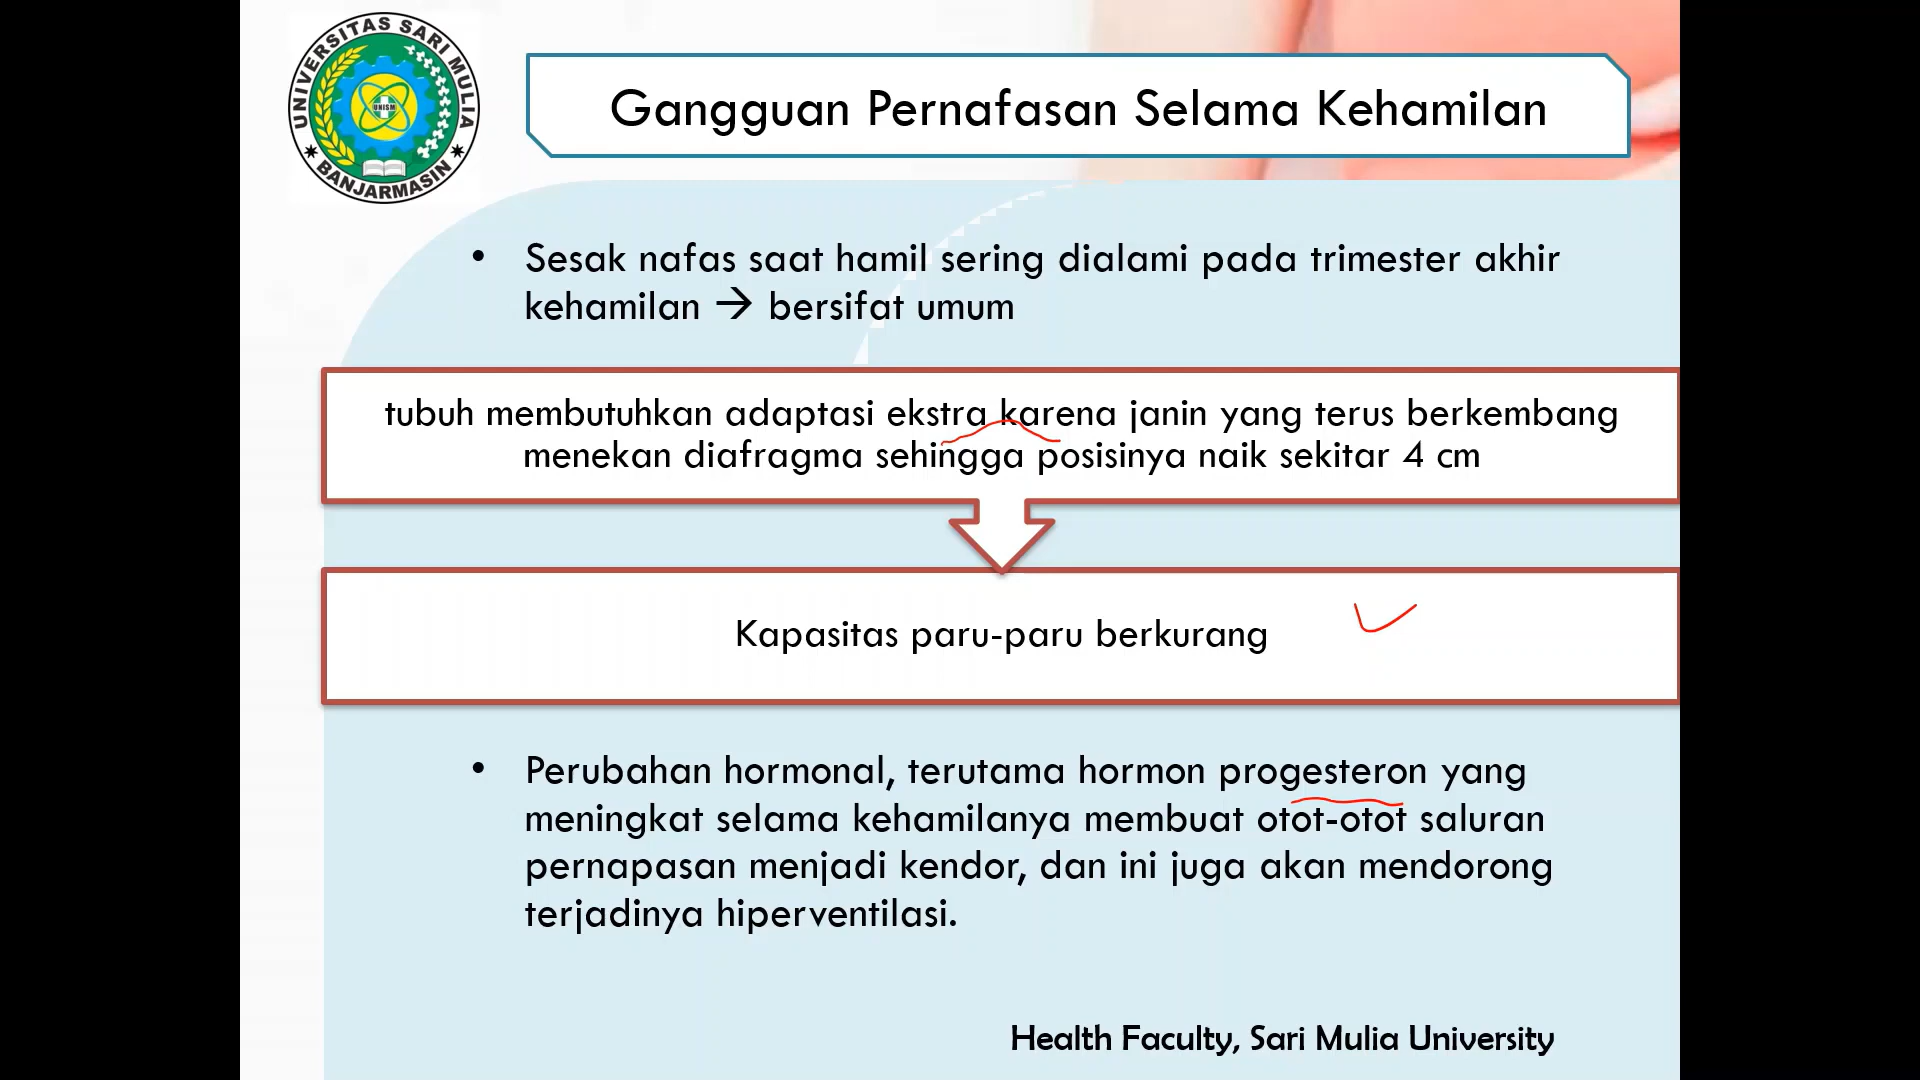 UNIVERSITAS SARI MULIA
UNISM
BANJARMASIN
Gangguan Pernafasan Selama Kehamilan
• Sesak nafas saat hamil sering dialami pada trimester akhir
kehamilan → bersifat umum
tubuh membutuhkan adaptasi ekstra karena janin yang terus berkembang
menekan diafragma sehingga posisinya naik sekitar 4 cm
Kapasitas paru-paru berkurang
• Perubahan hormonal, terutama hormon progesteron yang
meningkat selama kehamilanya membuat otot-otot saluran
pernapasan menjadi kendor, dan ini juga akan mendorong
terjadinya hiperventilasi.
Health Faculty, Sari Mulia University